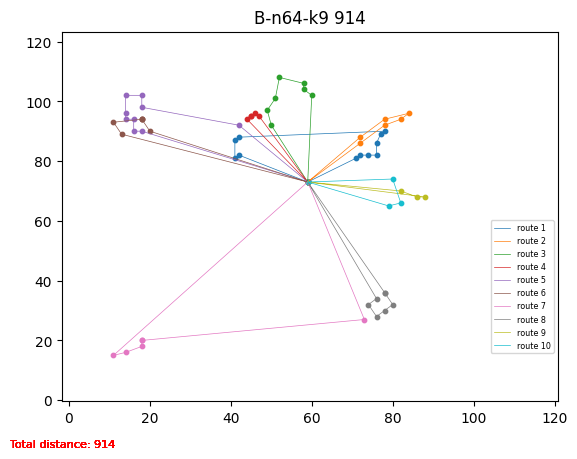 B-n64-k9 914
120
100
80
60
40
20
0
0 20 40 60 80 100 120
route 1
route 2
route 3
route 4
route 5
route 6
route 7
route 8
route 9
route 10
Total distance: 914